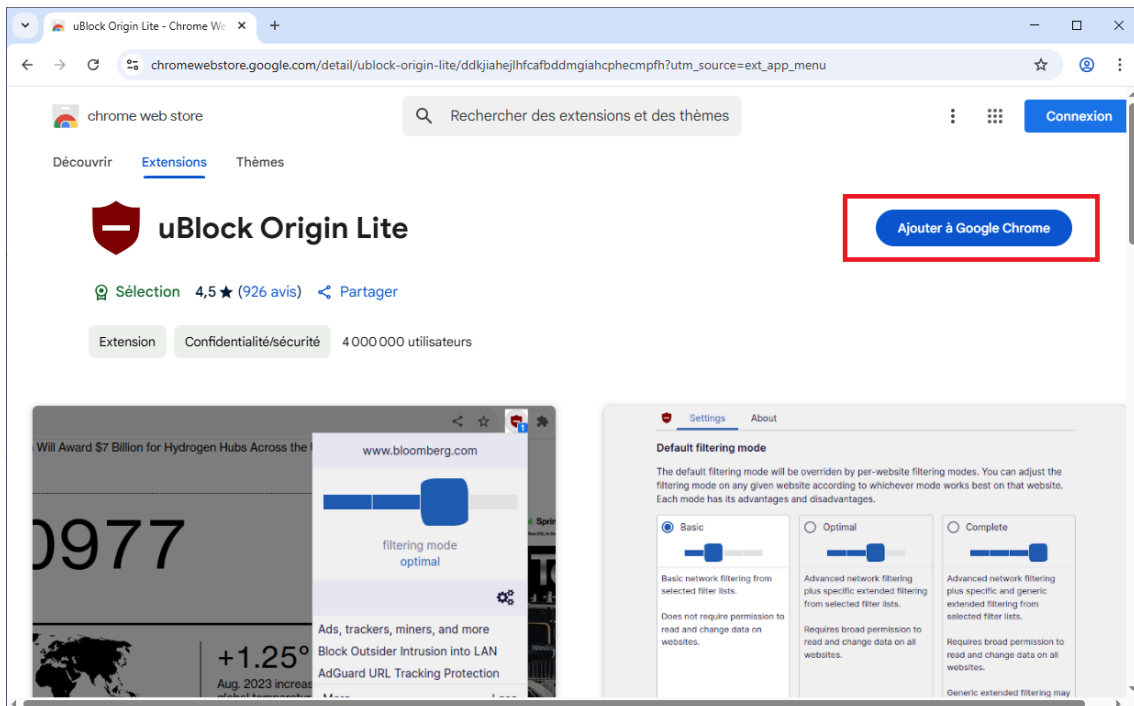 uBlock Origin Lite - Chrome We
chromewebstore.google.com/detail/ublock-origin-lite/ddkjiahejlhfcafbddmgiahcphecmpfh?utm_source=ext_app_menu
chrome web store
Rechercher des extensions et des thèmes
Connexion
Découvrir Extensions Thèmes
uBlock Origin Lite
Ajouter à Google Chrome
Sélection 4,5 ★ (926 avis) Partager
Extension Confidentialité/sécurité 4 000 000 utilisateurs
Will Award $7 Billion for Hydrogen Hubs Across the
1
www.bloomberg.com
0977
filtering mode
optimal
Ads, trackers, miners, and more
Block Outsider Intrusion into LAN
AdGuard URL Tracking Protection
+1.25°
Aug. 2023 increas
global temperatur
More Less
Sprin
Settings About
Default filtering mode
The default filtering mode will be overriden by per-website filtering modes. You can adjust the
filtering mode on any given website according to whichever mode works best on that website.
Each mode has its advantages and disadvantages.
Basic
Basic network filtering from
selected filter lists.
Does not require permission to
read and change data on
websites.
Optimal
Advanced network filtering
plus specific extended filtering
from selected filter lists.
Requires broad permission to
read and change data on all
websites.
Complete
Advanced network filtering
plus specific and generic
extended filtering from
selected filter lists.
Requires broad permission to
read and change data on all
websites.
Generic extended filtering may